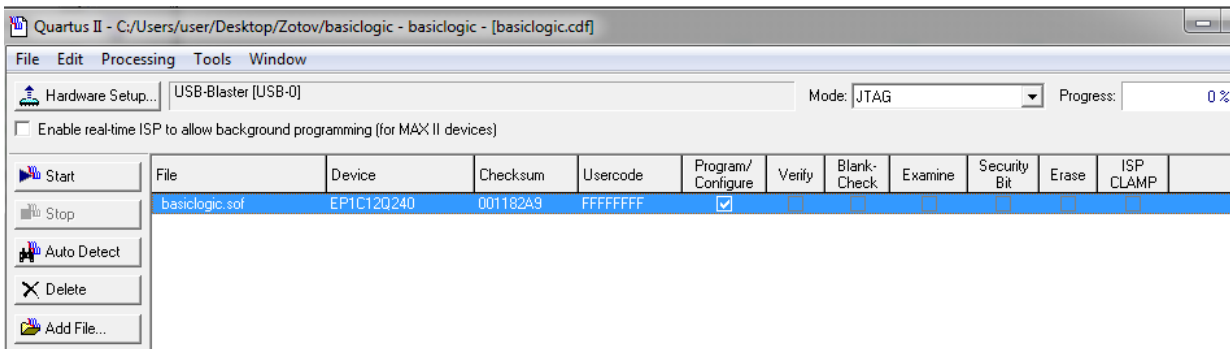 Quartus II - C:/Users/user/Desktop/Zotov/basiclogic - basiclogic - [basiclogic.cdf]
File Edit Processing Tools Window
Hardware Setup... USB-Blaster [USB-0] Mode: JTAG Progress: 0 %
Enable real-time ISP to allow background programming (for MAX II devices)
Start
Stop
Auto Detect
Delete
Add File...
File Device Checksum Usercode Program/Configure Verify Blank-Check Examine Security Bit Erase ISP CLAMP
basiclogic.sof EP1C12Q240 001182A9 FFFFFFFF